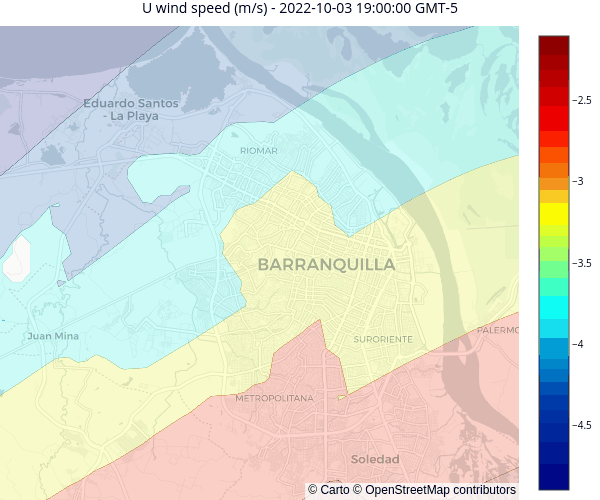 U wind speed (m/s) - 2022-10-03 19:00:00 GMT-5
Eduardo Santos
- La Playa
RIOMAR
BARRANQUILLA
Juan Mina
SURORIENTE
PALERMO
METROPOLITANA
Soledad
© Carto © OpenStreetMap contributors
−2.5
−3
−3.5
−4
−4.5